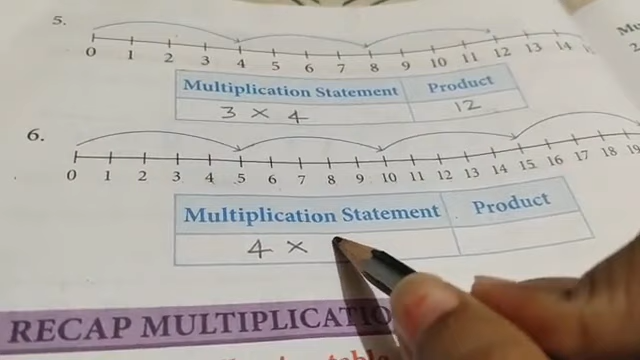 5.
0 1 2 3 4 5 6 7 8 9 10 11 12 13 14
Multiplication Statement Product
3 × 4 12
6.
0 1 2 3 4 5 6 7 8 9 10 11 12 13 14 15 16 17 18 19
Multiplication Statement Product
4 ×
RECAP MULTIPLICATIO